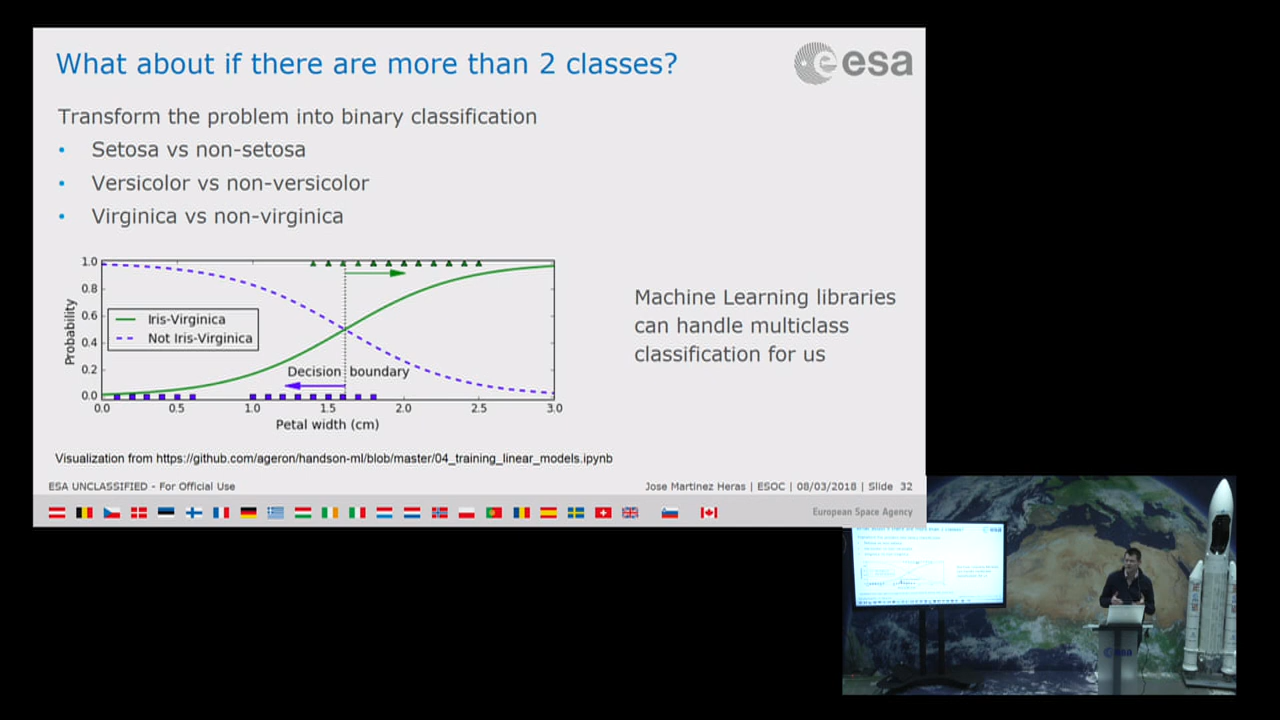 What about if there are more than 2 classes?
esa
Transform the problem into binary classification
• Setosa vs non-setosa
• Versicolor vs non-versicolor
• Virginica vs non-virginica
1.0
0.8
0.6
0.4
0.2
0.0
Probability
Iris-Virginica
Not Iris-Virginica
Decision boundary
0.0 0.5 1.0 1.5 2.0 2.5 3.0
Petal width (cm)
Machine Learning libraries
can handle multiclass
classification for us
Visualization from https://github.com/ageron/handson-ml/blob/master/04_training_linear_models.ipynb
ESA UNCLASSIFIED - For Official Use
Jose Martinez Heras | ESOC | 08/03/2018 | Slide 32
European Space Agency
esa